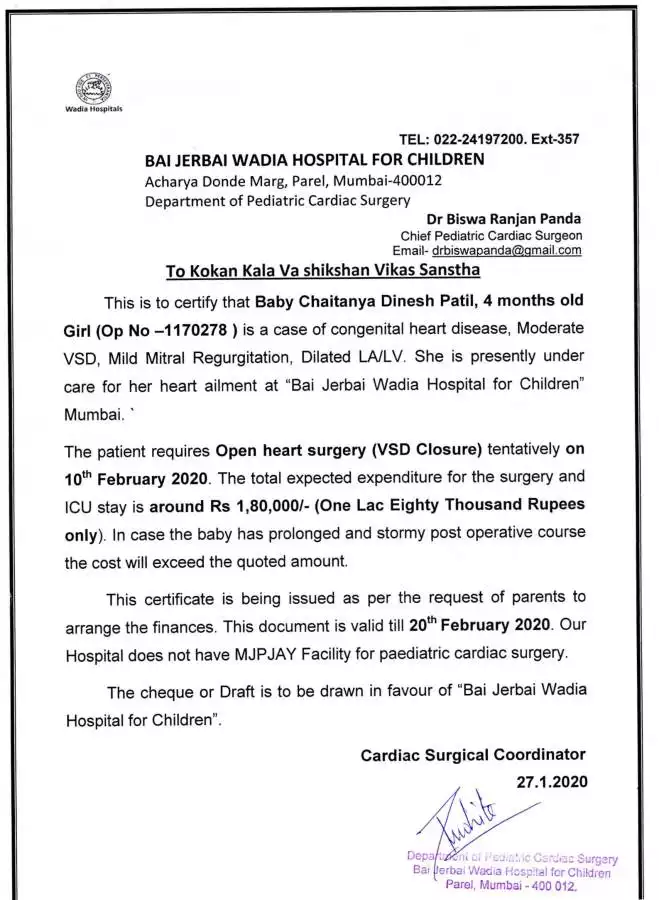 Wadia Hospitals
TEL: 022-24197200. Ext-357
BAI JERBAI WADIA HOSPITAL FOR CHILDREN
Acharya Donde Marg, Parel, Mumbai-400012
Department of Pediatric Cardiac Surgery
Dr Biswa Ranjan Panda
Chief Pediatric Cardiac Surgeon
Email- drbiswapanda@gmail.com
To Kokan Kala Va shikshan Vikas Sanstha
This is to certify that Baby Chaitanya Dinesh Patil, 4 months old
Girl (Op No –1170278 ) is a case of congenital heart disease, Moderate
VSD, Mild Mitral Regurgitation, Dilated LA/LV. She is presently under
care for her heart ailment at “Bai Jerbai Wadia Hospital for Children”
Mumbai. `
The patient requires Open heart surgery (VSD Closure) tentatively on
10th February 2020. The total expected expenditure for the surgery and
ICU stay is around Rs 1,80,000/- (One Lac Eighty Thousand Rupees
only). In case the baby has prolonged and stormy post operative course
the cost will exceed the quoted amount.
This certificate is being issued as per the request of parents to
arrange the finances. This document is valid till 20th February 2020. Our
Hospital does not have MJPJAY Facility for paediatric cardiac surgery.
The cheque or Draft is to be drawn in favour of “Bai Jerbai Wadia
Hospital for Children”.
Cardiac Surgical Coordinator
27.1.2020
Department of Pediatric Cardiac Surgery
Bai Jerbai Wadia Hospital for Children
Parel, Mumbai - 400 012.